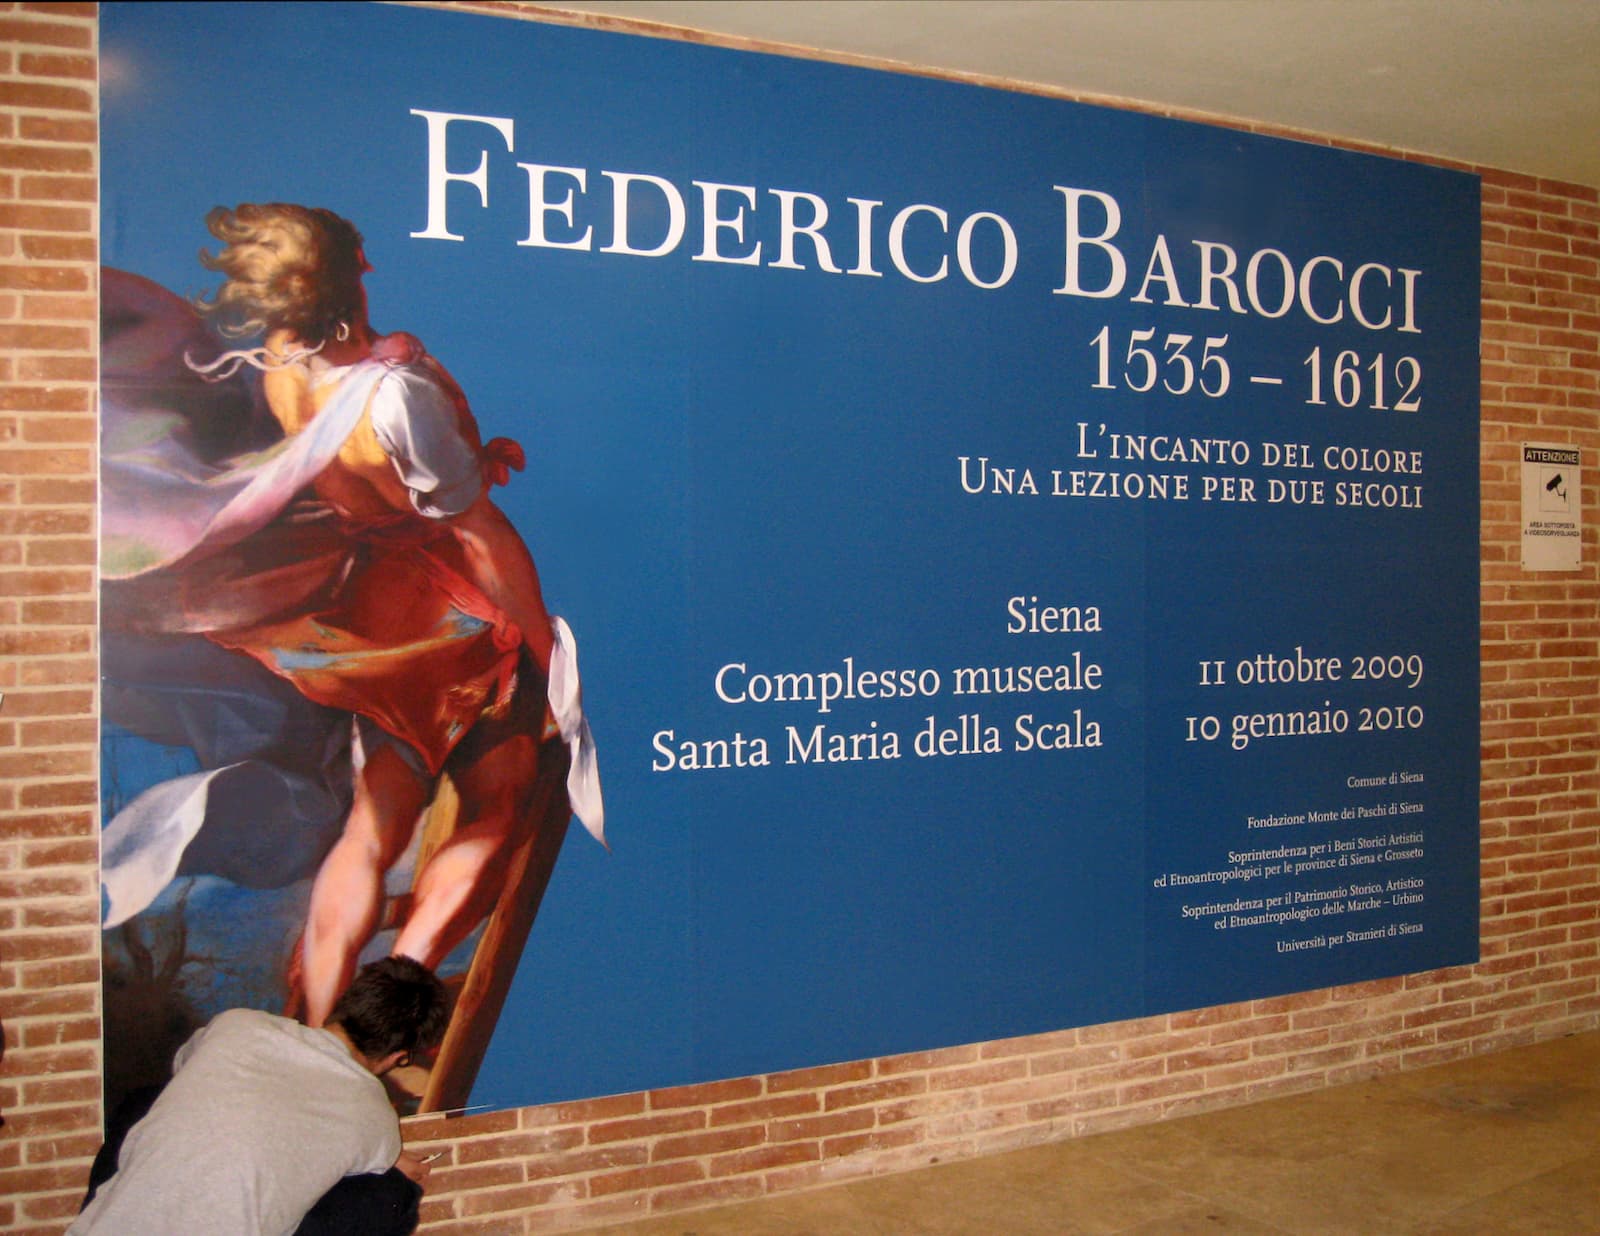 FEDERICO BAROCCI
1535 – 1612
L'INCANTO DEL COLORE
UNA LEZIONE PER DUE SECOLI
Siena
Complesso museale
Santa Maria della Scala
11 ottobre 2009
10 gennaio 2010
Comune di Siena
Fondazione Monte dei Paschi di Siena
Soprintendenza per i Beni Storici Artistici
ed Etnoantropologici per le province di Siena e Grosseto
Soprintendenza per il Patrimonio Storico, Artistico
ed Etnoantropologico delle Marche – Urbino
Università per Stranieri di Siena
ATTENZIONE!
AREA SOTTOPOSTA
A VIDEOSORVEGLIANZA